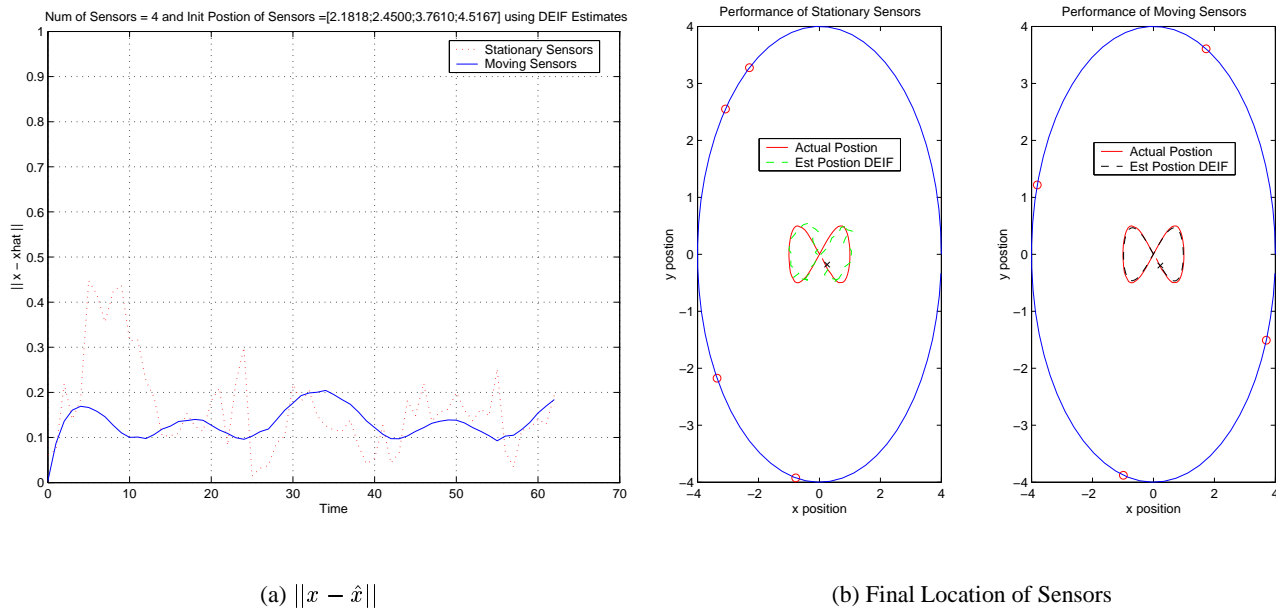 Num of Sensors = 4 and Init Postion of Sensors =[2.1818;2.4500;3.7610;4.5167] using DEIF Estimates
1
0.9
0.8
0.7
0.6
0.5
0.4
0.3
0.2
0.1
0
|| x − xhat ||
Stationary Sensors
Moving Sensors
0 10 20 30 40 50 60 70
Time
Performance of Stationary Sensors
4
3
2
1
0
−1
−2
−3
−4
y postion
Actual Postion
Est Postion DEIF
−4 −2 0 2 4
x position
Performance of Moving Sensors
4
3
2
1
0
−1
−2
−3
−4
y postion
Actual Postion
Est Postion DEIF
−4 −2 0 2 4
x position
(a) ||x − x̂||
(b) Final Location of Sensors